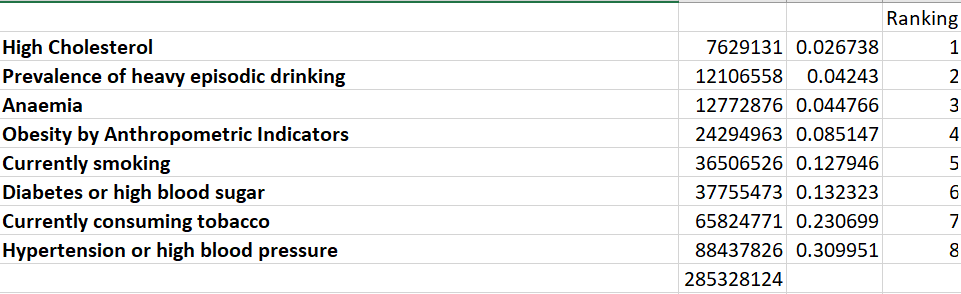 Ranking
High Cholesterol 7629131 0.026738 1
Prevalence of heavy episodic drinking 12106558 0.04243 2
Anaemia 12772876 0.044766 3
Obesity by Anthropometric Indicators 24294963 0.085147 4
Currently smoking 36506526 0.127946 5
Diabetes or high blood sugar 37755473 0.132323 6
Currently consuming tobacco 65824771 0.230699 7
Hypertension or high blood pressure 88437826 0.309951 8
285328124